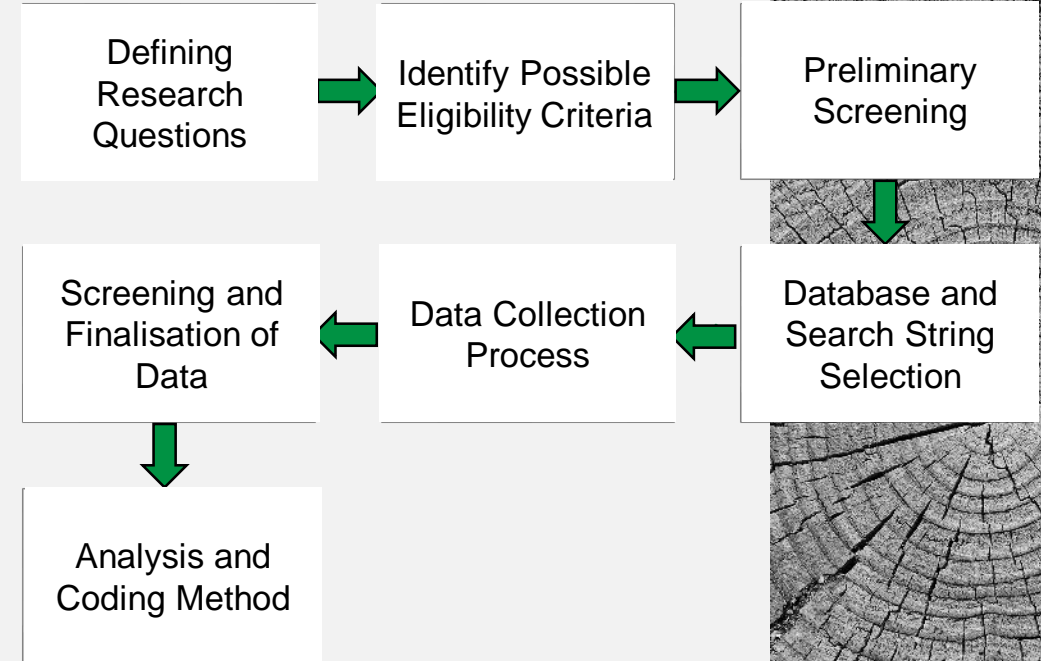 Defining
Research
Questions
Identify Possible
Eligibility Criteria
Preliminary
Screening
Database and
Search String
Selection
Data Collection
Process
Screening and
Finalisation of
Data
Analysis and
Coding Method